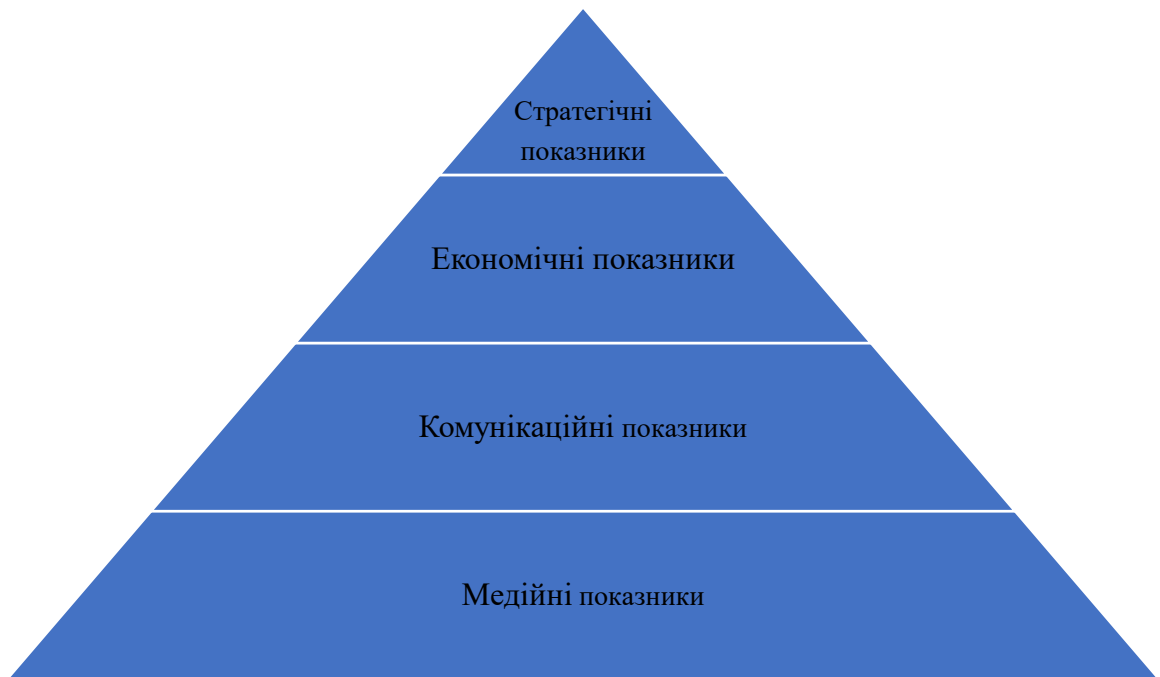 Стратегічні
показники
Економічні показники
Комунікаційні показники
Медійні показники